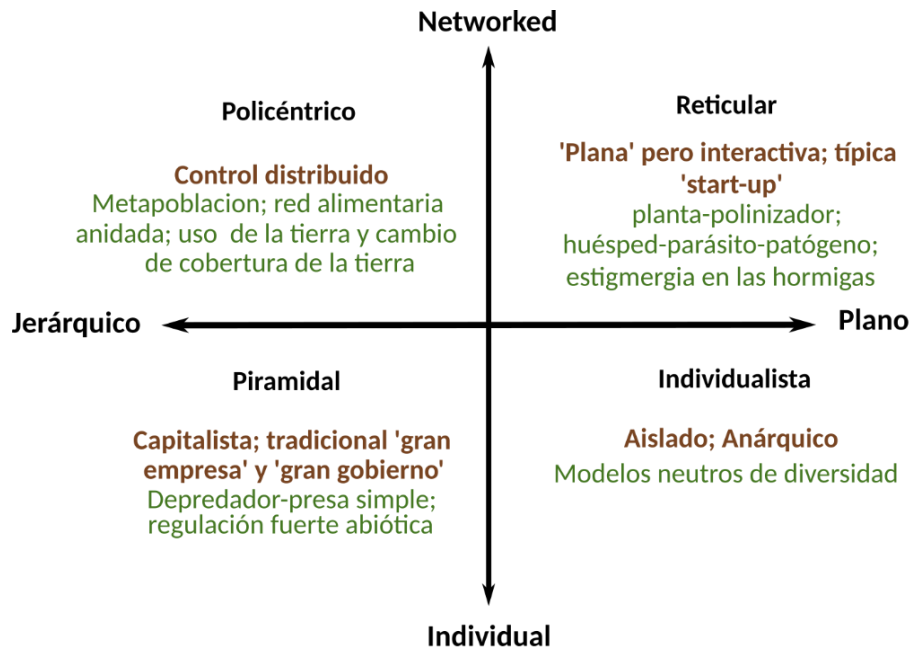 Networked
Policéntrico
Control distribuido
Metapoblacion; red alimentaria
anidada; uso de la tierra y cambio
de cobertura de la tierra
Reticular
'Plana' pero interactiva; típica
'start-up'
planta-polinizador;
huésped-parásito-patógeno;
estigmergia en las hormigas
Jerárquico
Plano
Piramidal
Capitalista; tradicional 'gran
empresa' y 'gran gobierno'
Depredador-presa simple;
regulación fuerte abiótica
Individualista
Aislado; Anárquico
Modelos neutros de diversidad
Individual